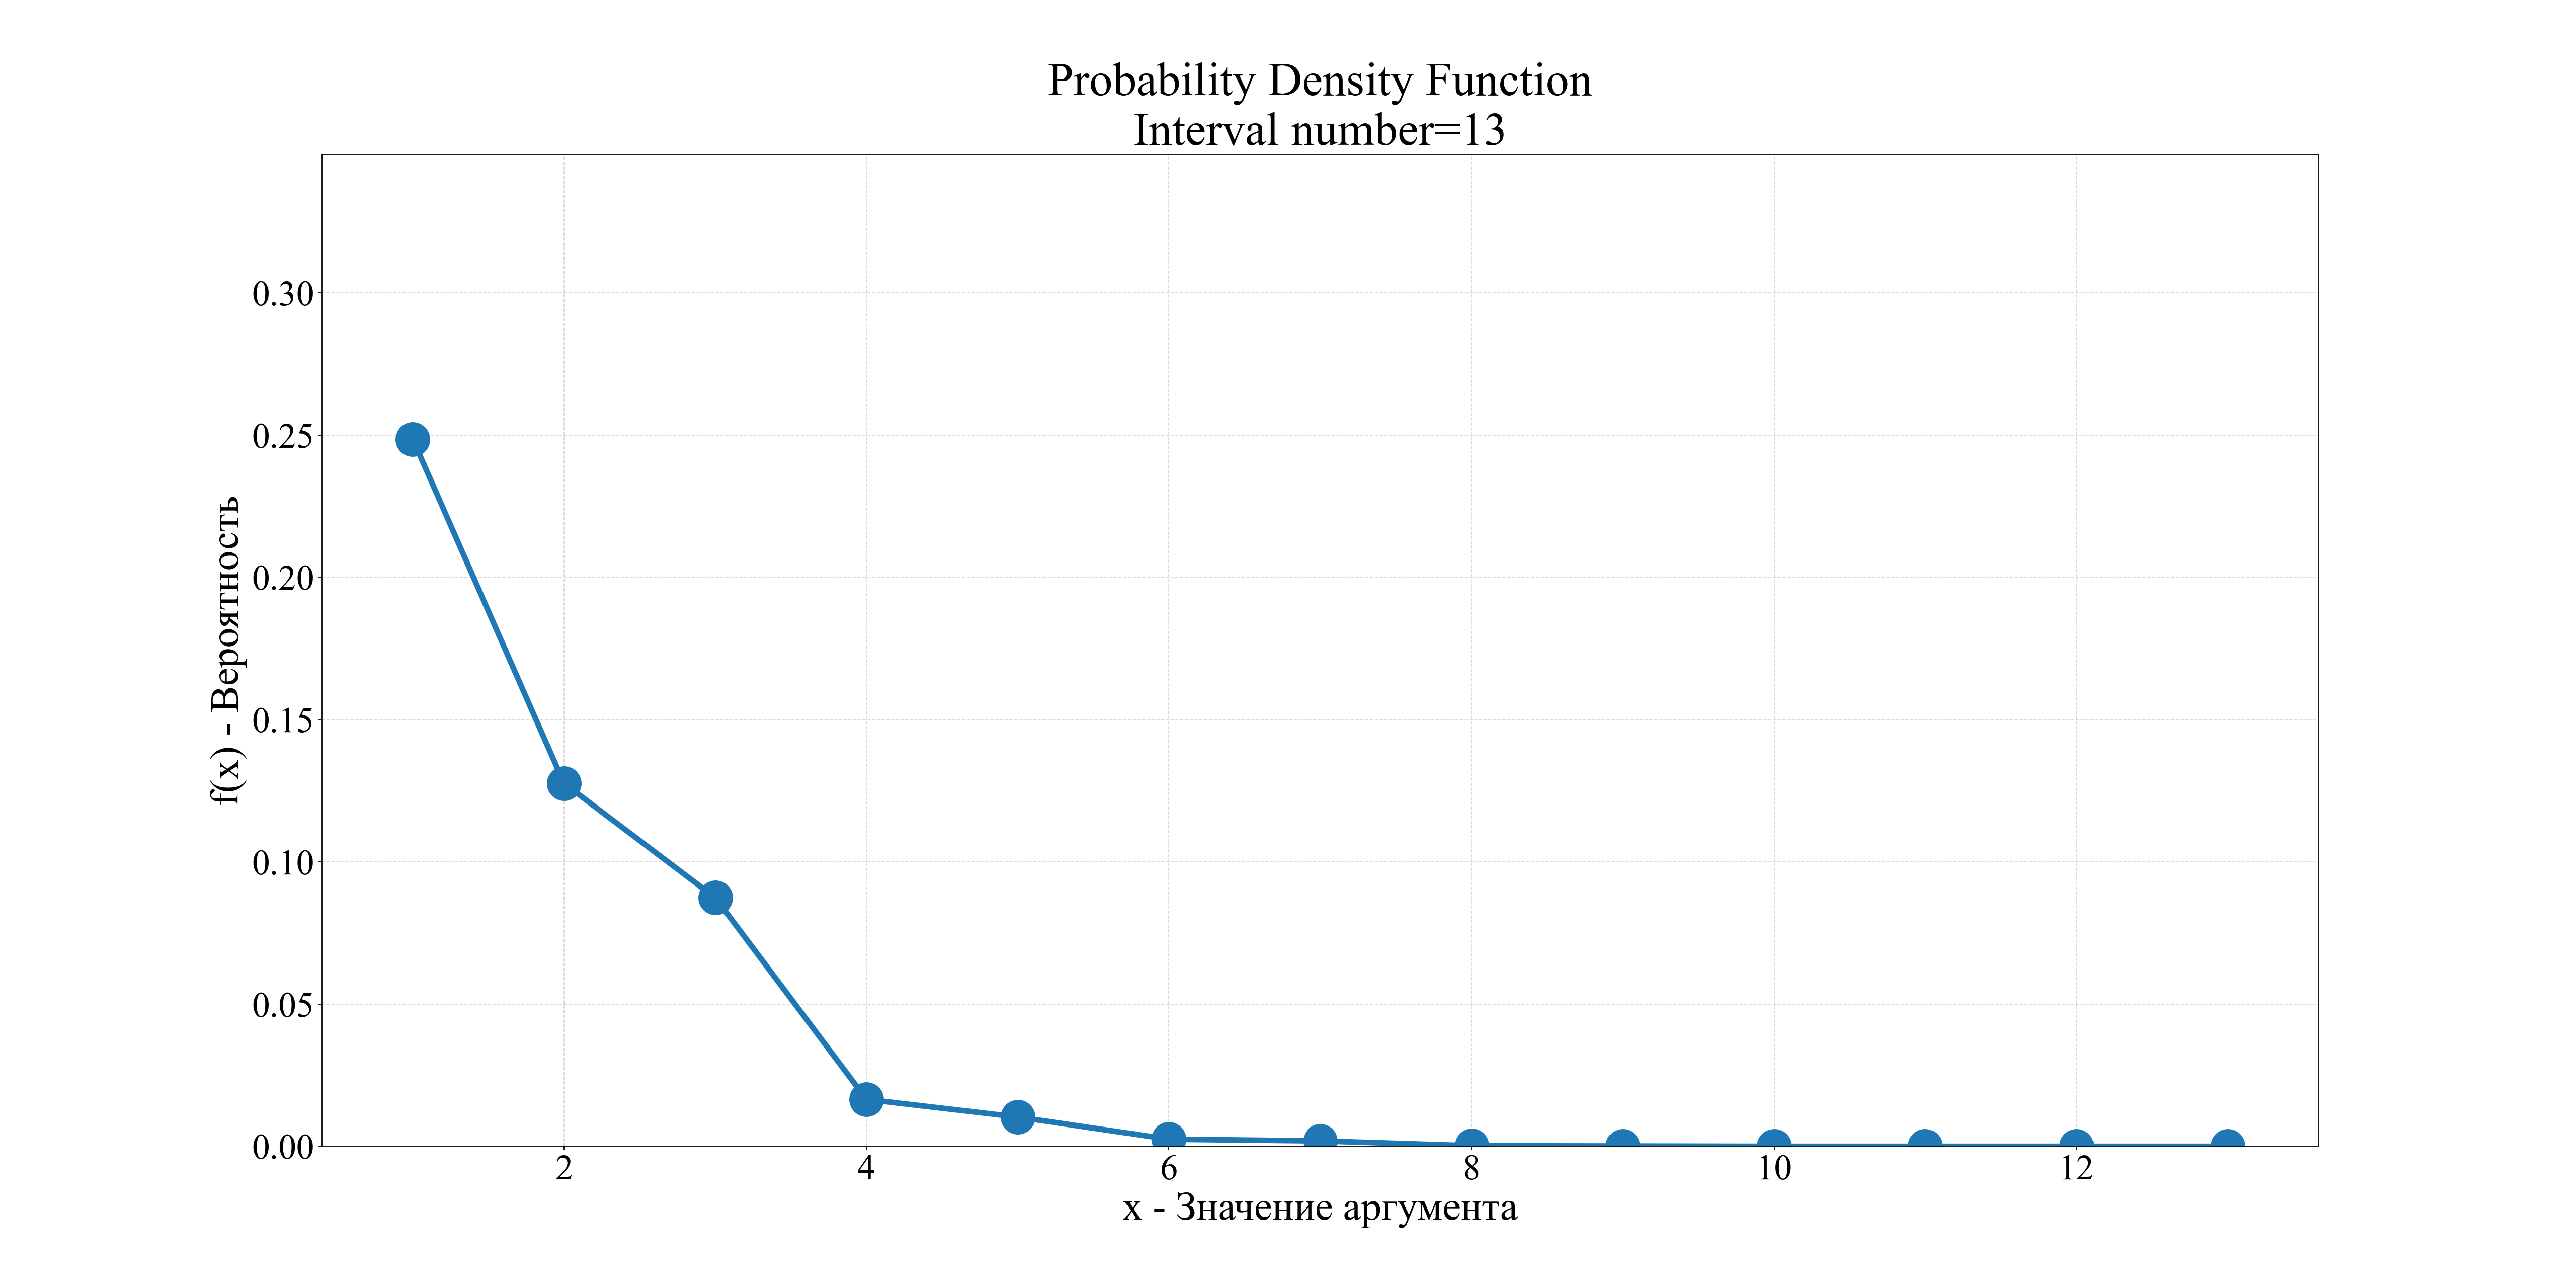 Probability Density Function
Interval number=13
f(x) - Вероятность
0.30
0.25
0.20
0.15
0.10
0.05
0.00
2 4 6 8 10 12
x - Значение аргумента